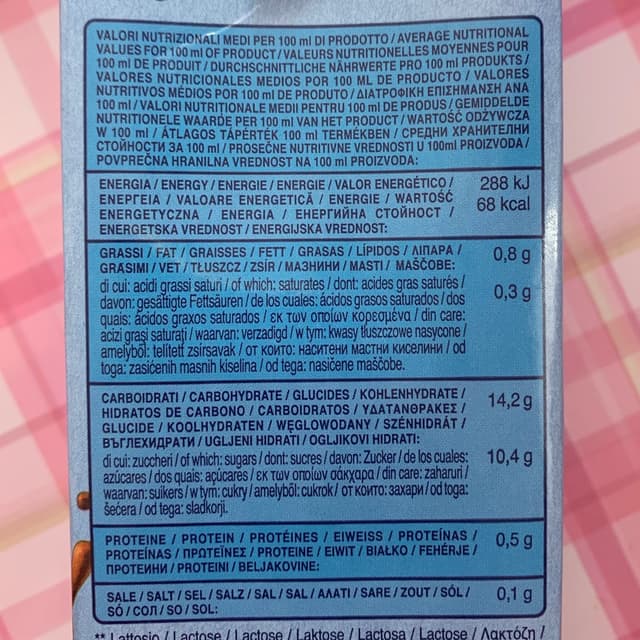 VALORI NUTRIZIONALI MEDI PER 100 ml DI PRODOTTO / AVERAGE NUTRITIONAL
VALUES FOR 100 ml OF PRODUCT / VALEURS NUTRITIONELLES MOYENNES POUR
100 ml DE PRODUIT / DURCHSCHNITTLICHE NÄHRWERTE PRO 100 ml PRODUKTS /
VALORES NUTRICIONALES MEDIOS POR 100 ML DE PRODUCTO / VALORES
NUTRITIVOS MÉDIOS POR 100 ml DE PRODUTO / ΔΙΑΤΡΟΦΙΚΗ ΕΠΙΣΗΜΑΝΣΗ ΑΝΑ
100 ml / VALORI NUTRIȚIONALE MEDII PENTRU 100 ml DE PRODUS / GEMIDDELDE
NUTRITIONELE WAARDE PER 100 ml VAN HET PRODUCT / WARTOŚĆ ODŻYWCZA
W 100 ml / ÁTLAGOS TÁPÉRTÉK 100 ml TERMÉKBEN / СРЕДНИ ХРАНИТЕЛНИ
СТОЙНОСТИ ЗА 100 ml / PROSEČNE NUTRITIVNE VREDNOSTI U 100ml PROIZVODA /
POVPREČNA HRANILNA VREDNOST NA 100 ml PROIZVODA:
ENERGIA / ENERGY / ENERGIE / ENERGIE / VALOR ENERGÉTICO / 288 kJ
ΕΝΕΡΓΕΙΑ / VALOARE ENERGETICĂ / ENERGIE / WARTOŚĆ 68 kcal
ENERGETYCZNA / ENERGIA / ЕНЕРГИЙНА СТОЙНОСТ /
ENERGETSKA VREDNOST / ENERGIJSKA VREDNOST:
GRASSI / FAT / GRAISSES / FETT / GRASAS / LÍPIDOS / ΛΙΠΑΡΑ / 0,8 g
GRĂSIMI / VET / TŁUSZCZ / ZSÍR / МАЗНИНИ / MASTI / MAŠČOBE:
di cui: acidi grassi saturi / of which: saturates / dont: acides gras saturés / 0,3 g
davon: gesättigte Fettsäuren / de los cuales: ácidos grasos saturados / dos
quais: ácidos graxos saturados / εκ των οποίων κορεσμένα / din care:
acizi grași saturați / waarvan: verzadigd / w tym: kwasy tłuszczowe nasycone /
amelyből: telített zsírsavak / от които: наситени мастни киселини / od
toga: zasićenih masnih kiselina / od tega: nasičene maščobe.
CARBOIDRATI / CARBOHYDRATE / GLUCIDES / KOHLENHYDRATE / 14,2 g
HIDRATOS DE CARBONO / CARBOIDRATOS / ΥΔΑΤΑΝΘΡΑΚΕΣ /
GLUCIDE / KOOLHYDRATEN / WĘGLOWODANY / SZÉNHIDRÁT /
ВЪГЛЕХИДРАТИ / UGLJENI HIDRATI / OGLJIKOVI HIDRATI:
di cui: zuccheri / of which: sugars / dont: sucres / davon: Zucker / de los cuales: 10,4 g
azúcares / dos quais: açúcares / εκ των οποίων σάκχαρα / din care: zaharuri /
waarvan: suikers / w tym: cukry / amelyből: cukrok / от които: захари / od toga:
šećera / od tega: sladkorji.
PROTEINE / PROTEIN / PROTÉINES / EIWEISS / PROTEÍNAS / 0,5 g
PROTEÍNAS / ΠΡΩΤΕΪΝΕΣ / PROTEINE / EIWIT / BIAŁKO / FEHÉRJE /
ПРОТЕИНИ / PROTEINI / BELJAKOVINE:
SALE / SALT / SEL / SALZ / SAL / SAL / ΑΛΑΤΙ / SARE / ZOUT / SÓL / 0,1 g
SÓ / СОЛ / SO / SOL:
** Lattosio / Lactose / Lactose / Laktose / Lactosa / Lactose / Λακτόζη /